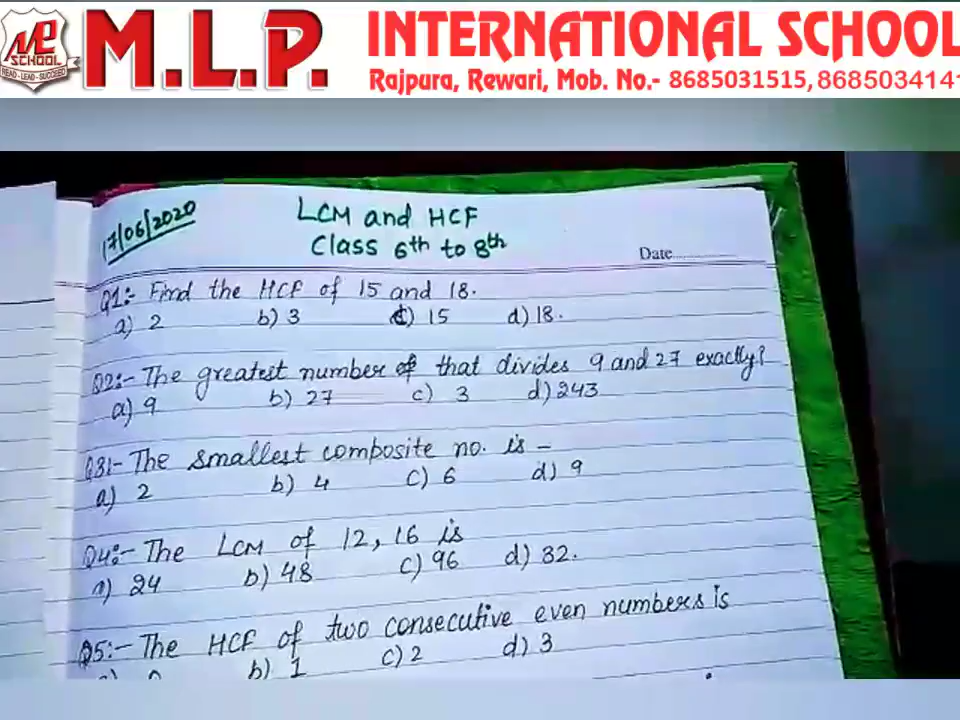 MP
SCHOOL
READ - LEAD - SUCCEED
M.L.P. INTERNATIONAL SCHOOL
Rajpura, Rewari, Mob. No.- 8685031515, 868503414
17/06/2020
LCM and HCF
Class 6th to 8th
Date
Q1:- Find the HCF of 15 and 18.
a) 2 b) 3 c) 15 d) 18.
Q2:- The greatest number of that divides 9 and 27 exactly?
a) 9 b) 27 c) 3 d) 243
Q3:- The smallest composite no. is -
a) 2 b) 4 c) 6 d) 9
Q4:- The LCM of 12, 16 is
a) 24 b) 48 c) 96 d) 32.
Q5:- The HCF of two consecutive even numbers is
b) 1 c) 2 d) 3